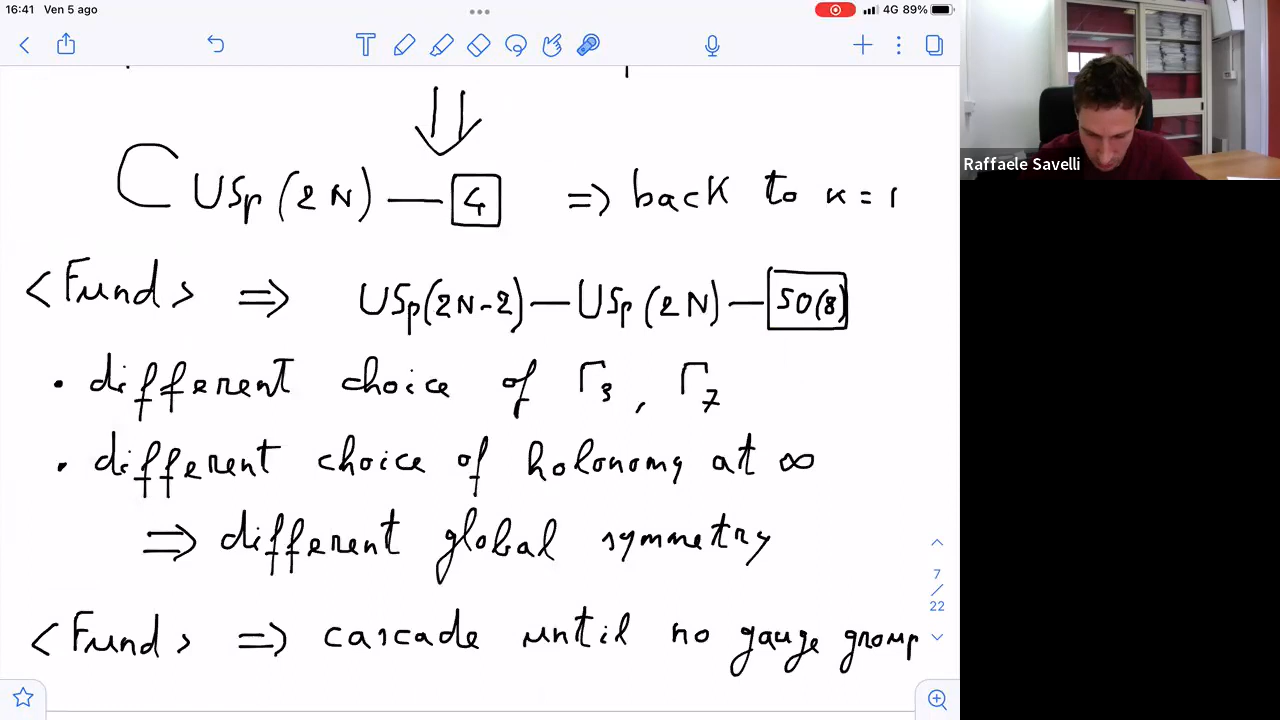 16:41 Ven 5 ago
4G 89%
USp(2N) — 4 => back to k=1
<Fund> => USp(2N-2) — USp(2N) — SO(8)
• different choice of Γ3, Γ7
• different choice of holonomy at ∞
=> different global symmetry
<Fund> => cascade until no gauge group
7
/
22
Raffaele Savelli